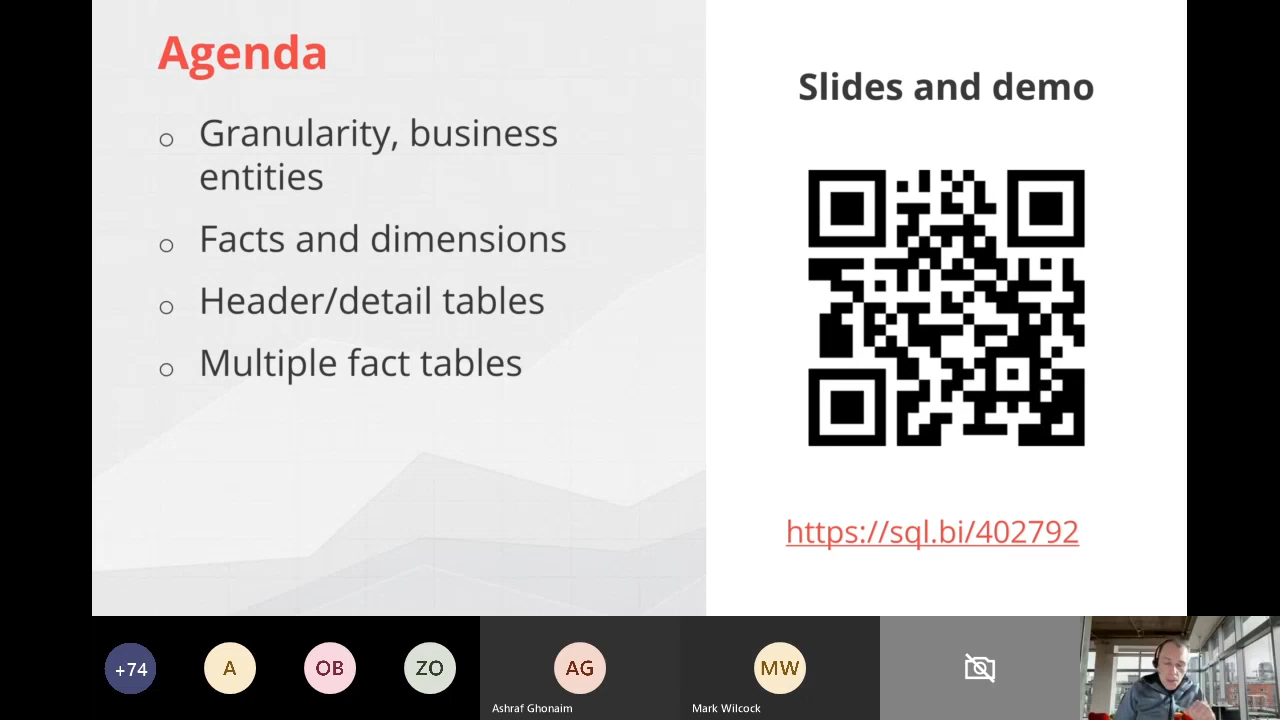 Agenda
Granularity, business
entities
Facts and dimensions
Header/detail tables
Multiple fact tables
Slides and demo
https://sql.bi/402792
+74
A
OB
ZO
AG
MW
Ashraf Ghonaim
Mark Wilcock